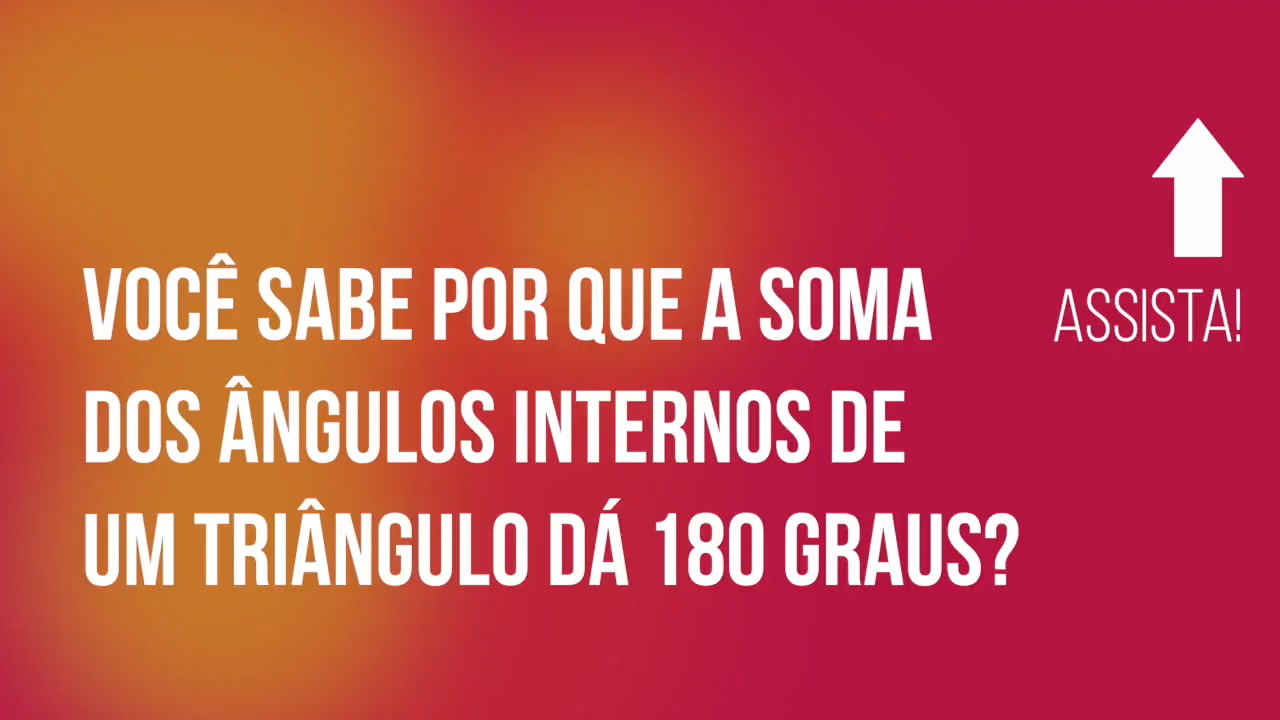 VOCÊ SABE POR QUE A SOMA
DOS ÂNGULOS INTERNOS DE
UM TRIÂNGULO DÁ 180 GRAUS?
ASSISTA!